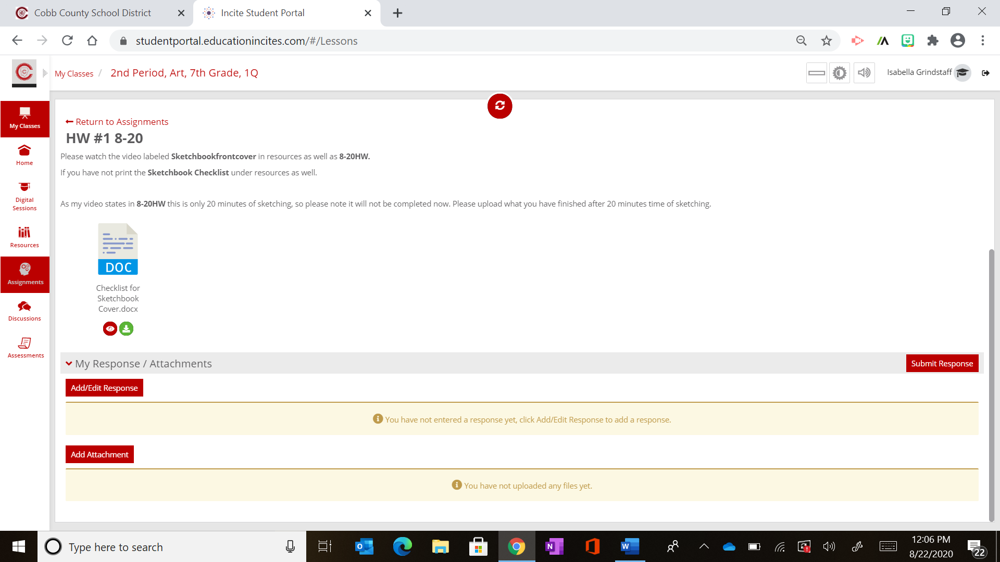 Cobb County School District
Incite Student Portal
studentportal.educationincites.com/#/Lessons
My Classes / 2nd Period, Art, 7th Grade, 1Q
Isabella Grindstaff
My Classes
Home
Digital
Sessions
Resources
Assignments
Discussions
Assessments
Return to Assignments
HW #1 8-20
Please watch the video labeled Sketchbookfrontcover in resources as well as 8-20HW.
If you have not print the Sketchbook Checklist under resources as well.
As my video states in 8-20HW this is only 20 minutes of sketching, so please note it will not be completed now. Please upload what you have finished after 20 minutes time of sketching.
DOC
Checklist for
Sketchbook
Cover.docx
My Response / Attachments
Submit Response
Add/Edit Response
You have not entered a response yet, click Add/Edit Response to add a response.
Add Attachment
You have not uploaded any files yet.
Type here to search
12:06 PM
8/22/2020
22